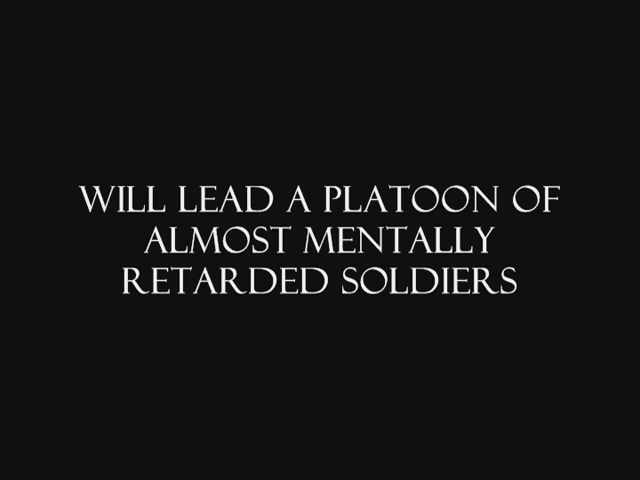 WILL LEAD A PLATOON OF
ALMOST MENTALLY
RETARDED SOLDIERS